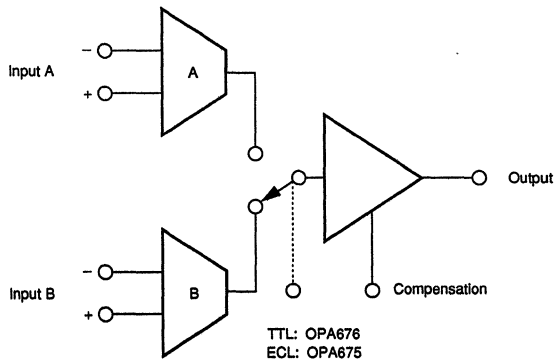 −
Input A
A
+
Output
−
Input B
B
+
Compensation
TTL: OPA676
ECL: OPA675